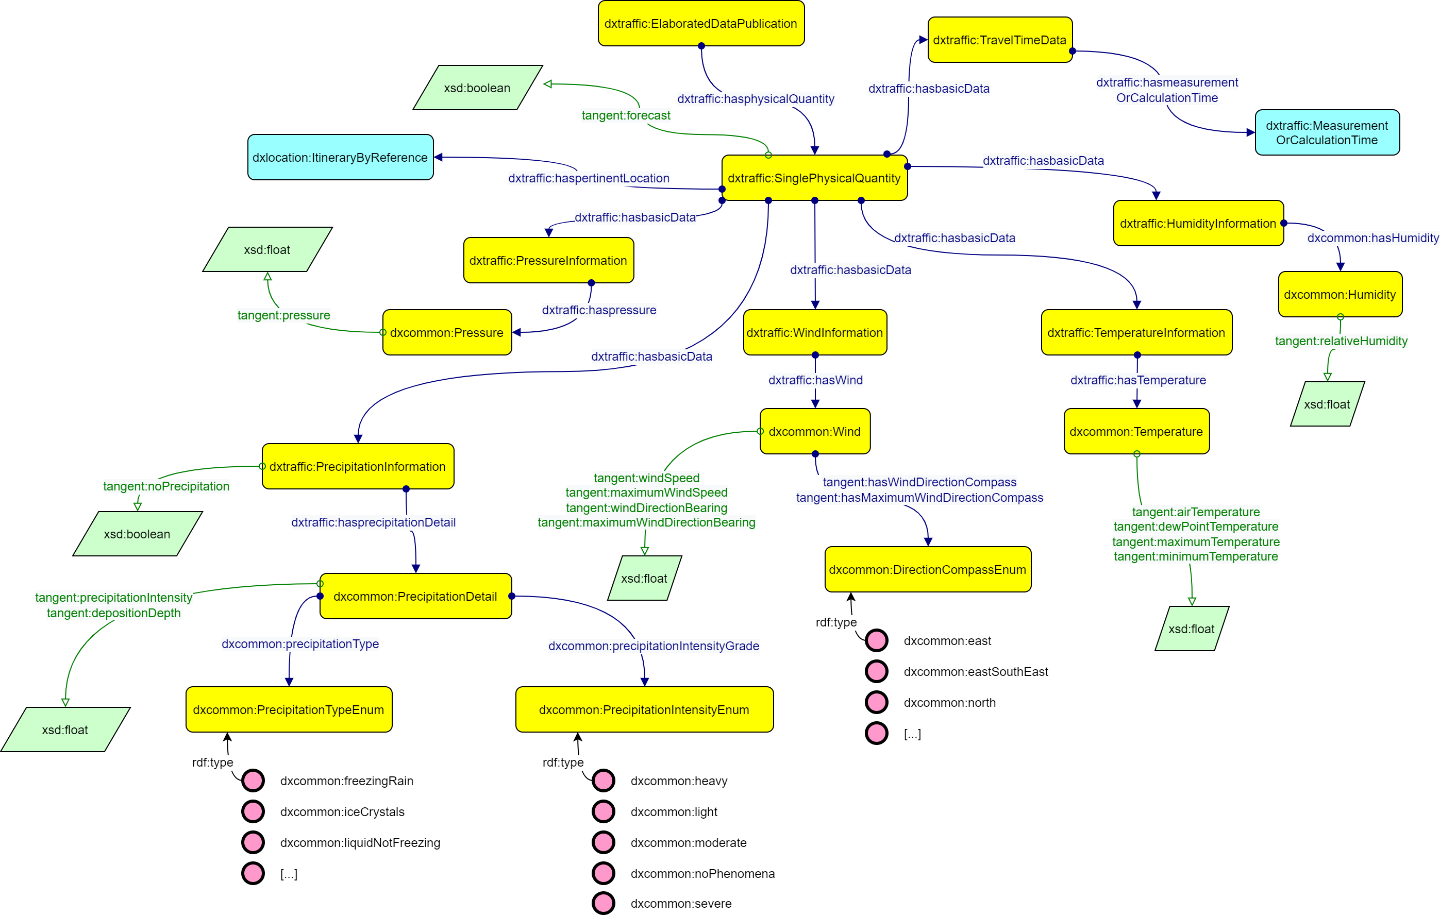 dxtraffic:ElaboratedDataPublication
dxtraffic:TravelTimeData
xsd:boolean
dxtraffic:hasmeasurement
OrCalculationTime
dxtraffic:hasbasicData
dxtraffic:hasphysicalQuantity
tangent:forecast
dxtraffic:Measurement
OrCalculationTime
dxlocation:ItineraryByReference
dxtraffic:hasbasicData
dxtraffic:haspertinentLocation
dxtraffic:SinglePhysicalQuantity
dxtraffic:hasbasicData
dxtraffic:HumidityInformation
dxtraffic:hasbasicData
dxcommon:hasHumidity
xsd:float
dxtraffic:PressureInformation
dxtraffic:hasbasicData
dxcommon:Humidity
dxtraffic:haspressure
tangent:pressure
dxcommon:Pressure
dxtraffic:WindInformation
dxtraffic:TemperatureInformation
tangent:relativeHumidity
dxtraffic:hasbasicData
dxtraffic:hasWind
dxtraffic:hasTemperature
xsd:float
dxcommon:Wind
dxcommon:Temperature
dxtraffic:PrecipitationInformation
tangent:noPrecipitation
tangent:windSpeed
tangent:maximumWindSpeed
tangent:windDirectionBearing
tangent:maximumWindDirectionBearing
tangent:hasWindDirectionCompass
tangent:hasMaximumWindDirectionCompass
tangent:airTemperature
tangent:dewPointTemperature
tangent:maximumTemperature
tangent:minimumTemperature
dxtraffic:hasprecipitationDetail
xsd:boolean
xsd:float
dxcommon:DirectionCompassEnum
tangent:precipitationIntensity
tangent:depositionDepth
dxcommon:PrecipitationDetail
rdf:type
xsd:float
dxcommon:east
dxcommon:eastSouthEast
dxcommon:north
[...]
dxcommon:precipitationType
dxcommon:precipitationIntensityGrade
xsd:float
dxcommon:PrecipitationTypeEnum
dxcommon:PrecipitationIntensityEnum
rdf:type
dxcommon:freezingRain
dxcommon:iceCrystals
dxcommon:liquidNotFreezing
[...]
rdf:type
dxcommon:heavy
dxcommon:light
dxcommon:moderate
dxcommon:noPhenomena
dxcommon:severe